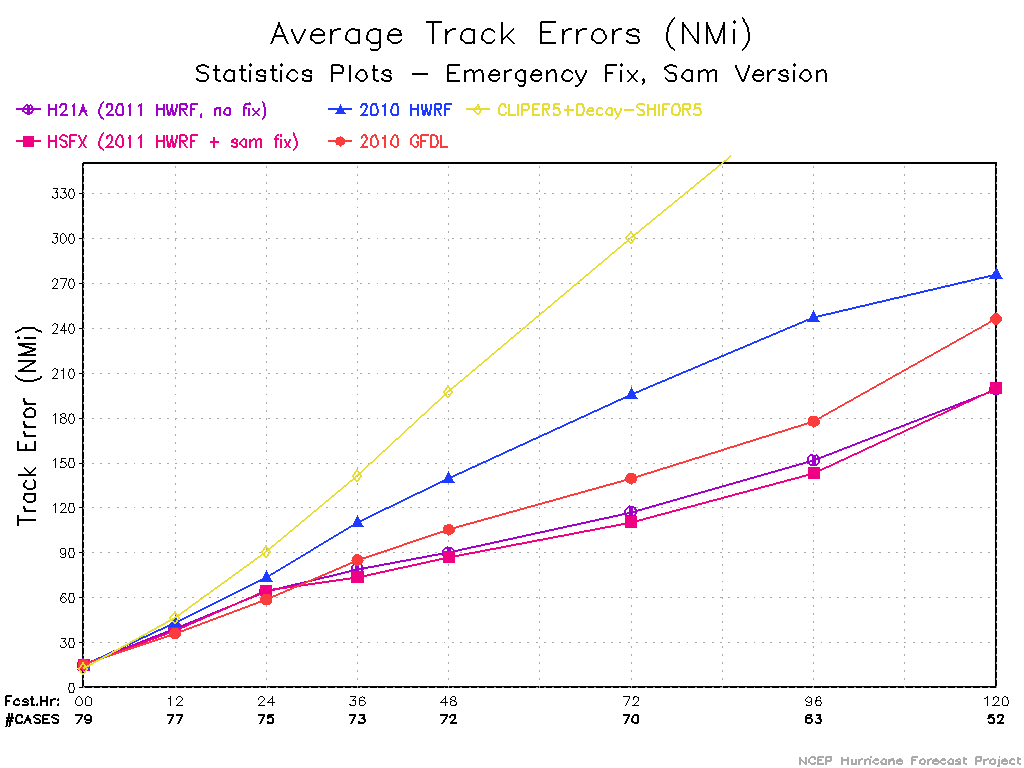 Average Track Errors (NMi)
Statistics Plots – Emergency Fix, Sam Version
H21A (2011 HWRF, no fix) 2010 HWRF CLIPER5+Decay–SHIFOR5
HSFX (2011 HWRF + sam fix) 2010 GFDL
330
300
270
240
210
180
150
120
90
60
30
0
Track Error (NMi)
Fcst.Hr: 00 12 24 36 48 72 96 120
#CASES 79 77 75 73 72 70 63 52
NCEP Hurricane Forecast Project